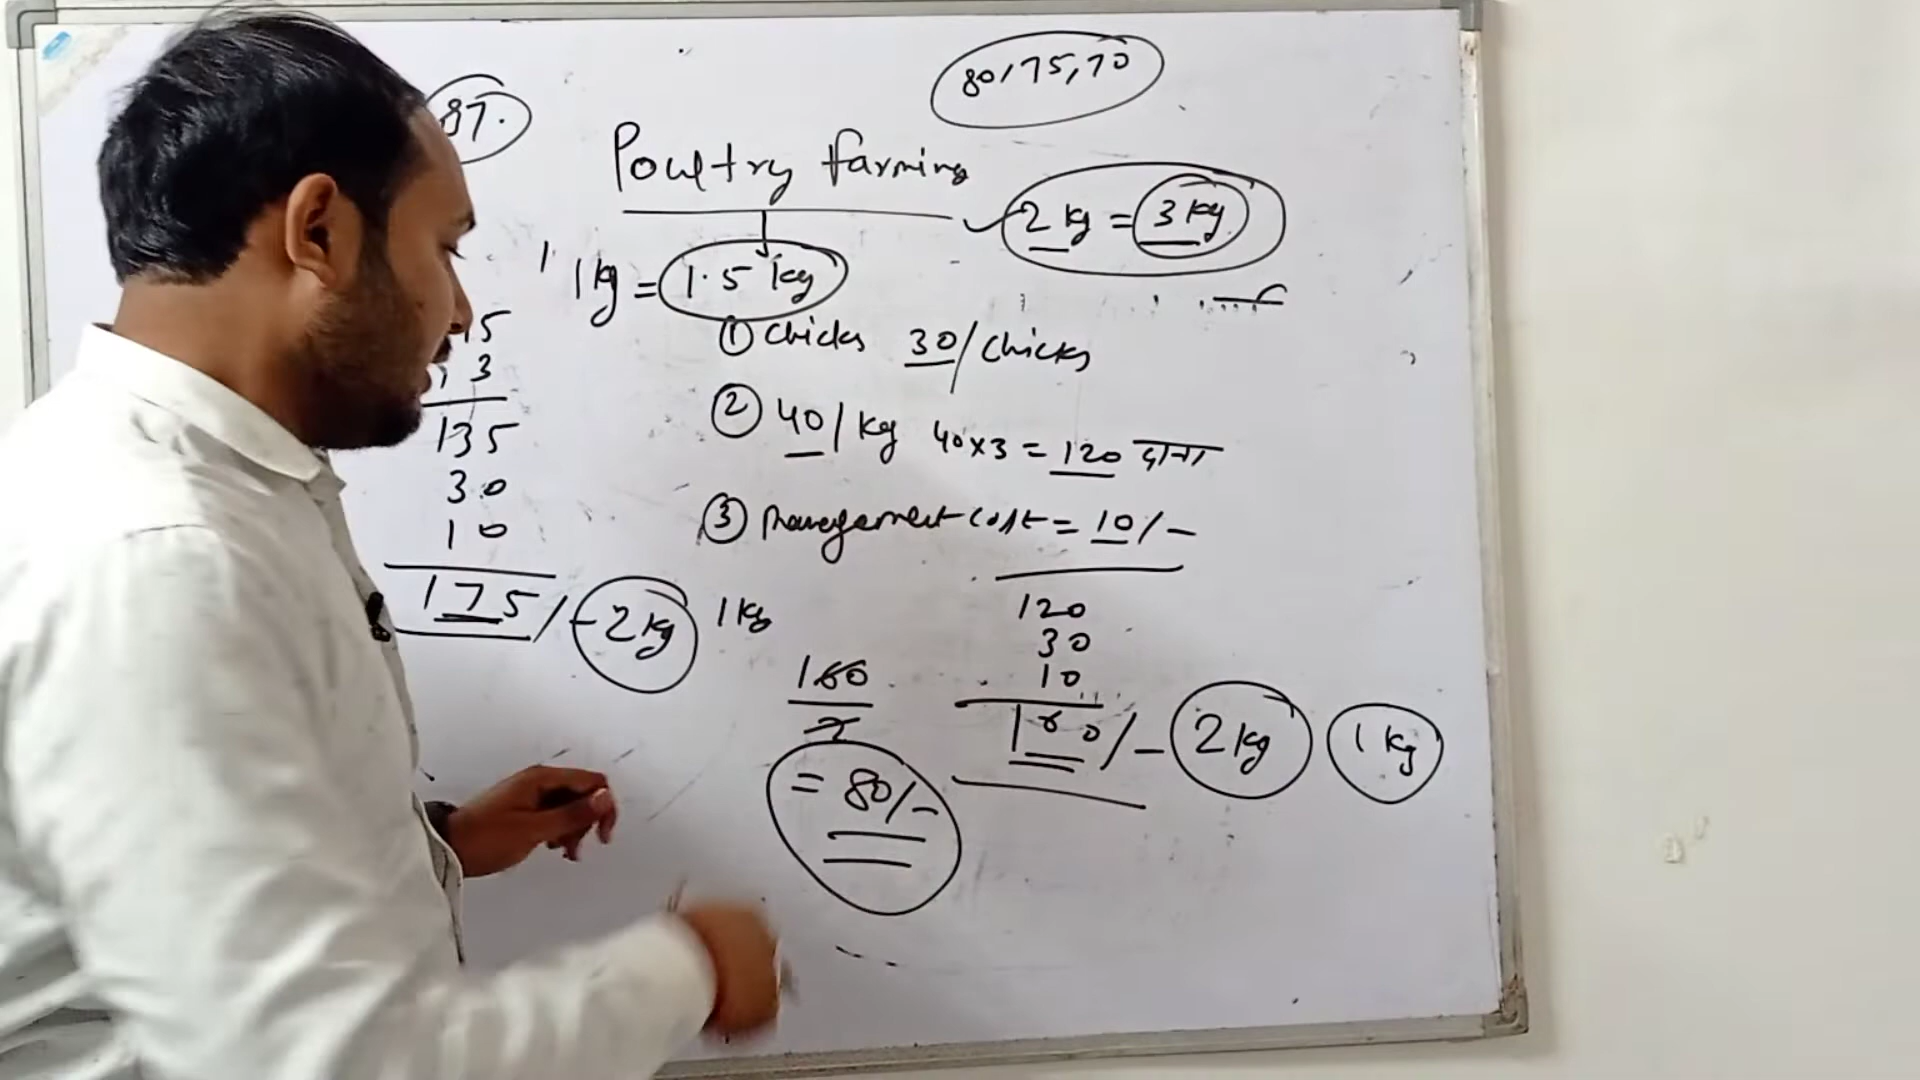 80/75,70
87.
Poultry farming
2 kg = 3 kg
1 kg = 1.5 kg
① Chicks 30/Chicks
② 40/kg 40x3 = 120 दाना
③ Management cost = 10/-
5
3
135
30
10
175/- 2 kg 1 kg
120
30
10
160/- 2 kg 1 kg
160
2
= 80/-